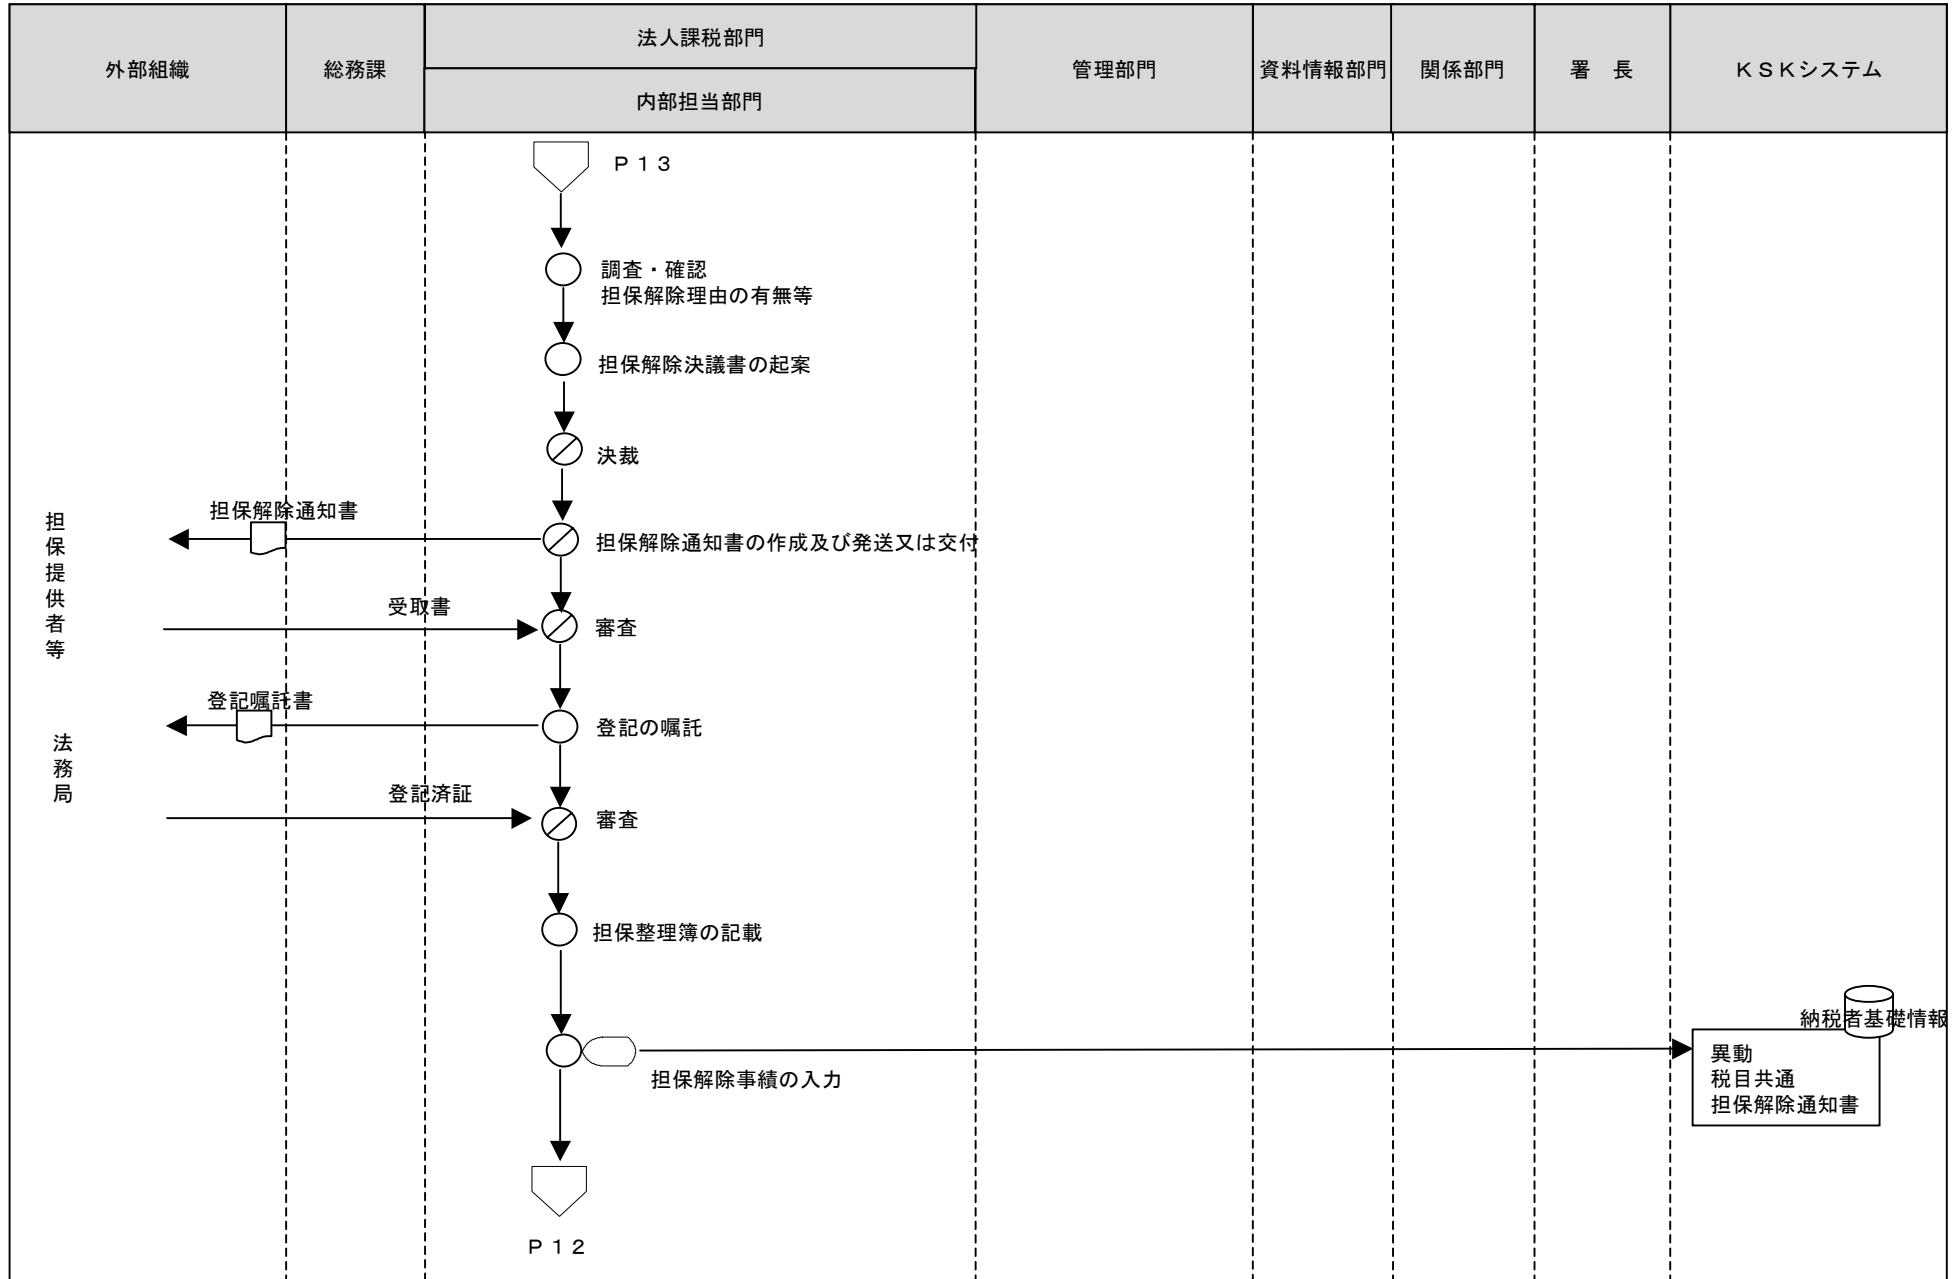 外部組織
総務課
法人課税部門
内部担当部門
管理部門
資料情報部門
関係部門
署　長
ＫＳＫシステム
Ｐ１３
調査・確認
担保解除理由の有無等
担保解除決議書の起案
決裁
担保解除通知書
担保解除通知書の作成及び発送又は交付
担保提供者等
受取書
審査
登記嘱託書
登記の嘱託
法務局
登記済証
審査
担保整理簿の記載
納税者基礎情報
異動
税目共通
担保解除通知書
担保解除事績の入力
Ｐ１２